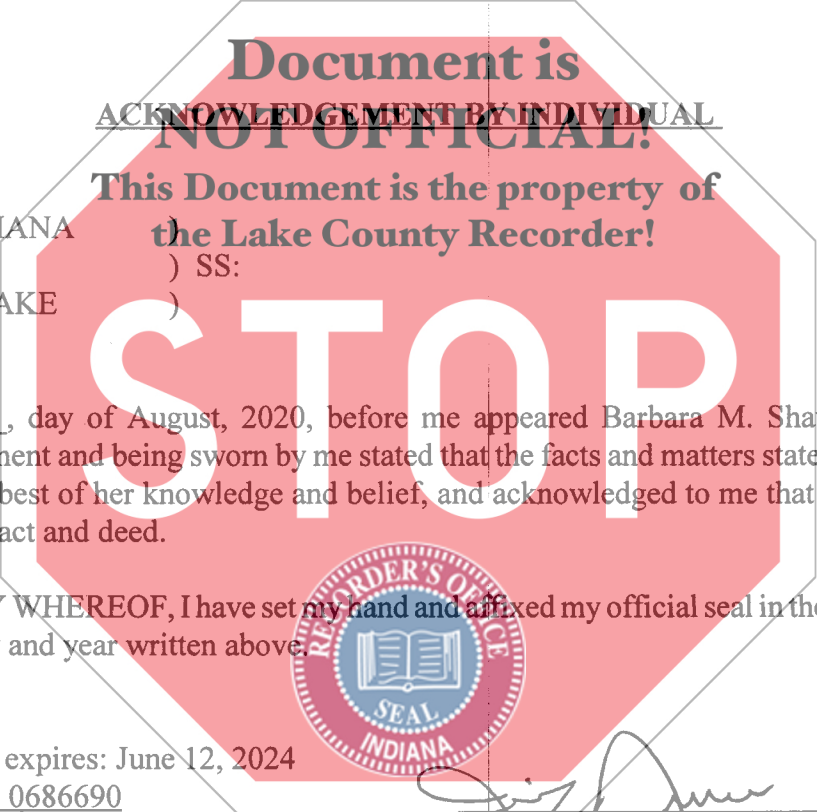 Document is
ACKNOWLEDGEMENT BY INDIVIDUAL
NOT OFFICIAL!
This Document is the property of
IANA )
the Lake County Recorder!
) SS:
AKE )
STOP
, day of August, 2020, before me appeared Barbara M. Sha
ment and being sworn by me stated that the facts and matters state
best of her knowledge and belief, and acknowledged to me that
act and deed.
Y WHEREOF, I have set my hand and affixed my official seal in the
and year written above.
RECORDER'S OFFICE
SEAL
INDIANA
expires: June 12, 2024
0686690